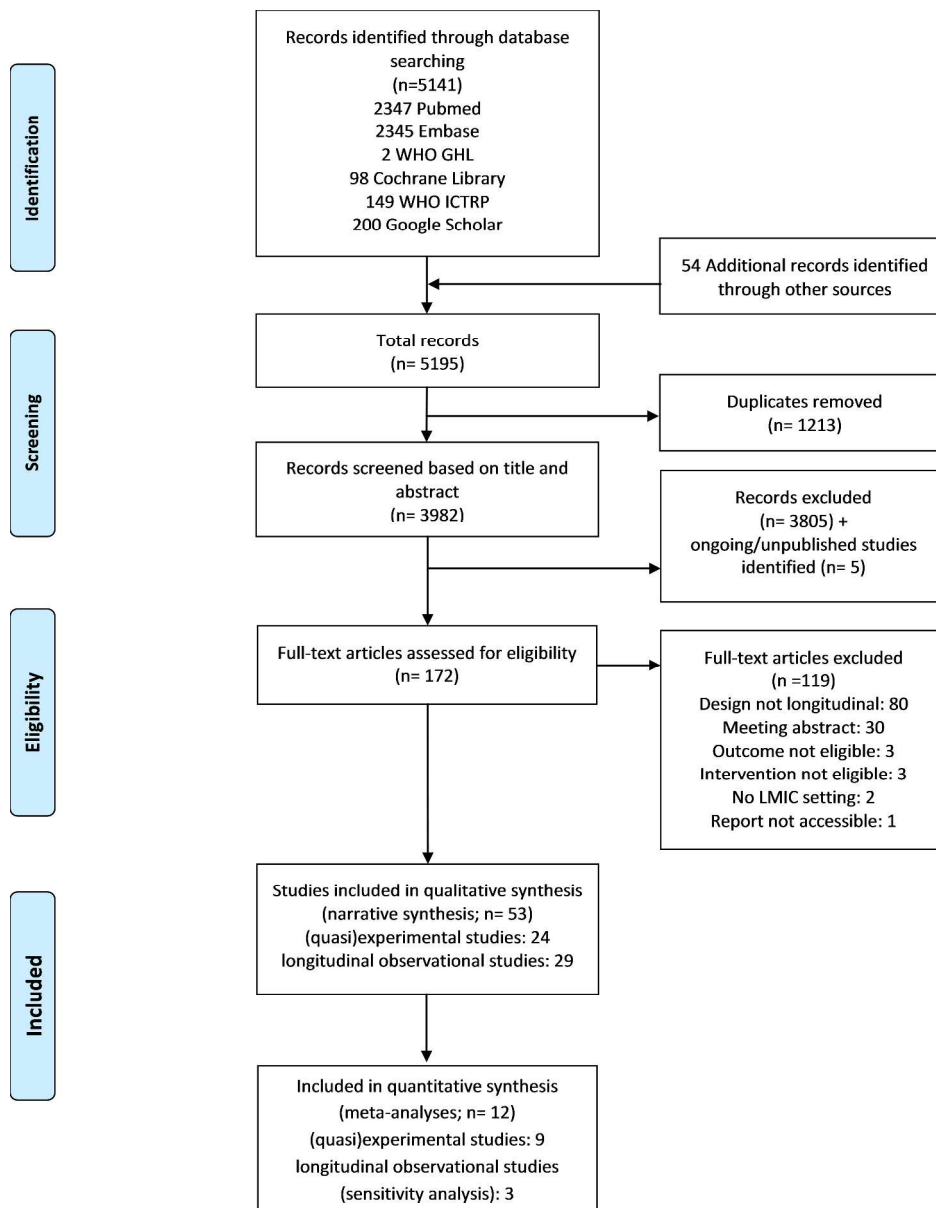 Identification
Records identified through database
searching
(n=5141)
2347 Pubmed
2345 Embase
2 WHO GHL
98 Cochrane Library
149 WHO ICTRP
200 Google Scholar
54 Additional records identified
through other sources
Screening
Total records
(n= 5195)
Duplicates removed
(n= 1213)
Records screened based on title and
abstract
(n= 3982)
Records excluded
(n= 3805) +
ongoing/unpublished studies
identified (n= 5)
Eligibility
Full-text articles assessed for eligibility
(n= 172)
Full-text articles excluded
(n =119)
Design not longitudinal: 80
Meeting abstract: 30
Outcome not eligible: 3
Intervention not eligible: 3
No LMIC setting: 2
Report not accessible: 1
Included
Studies included in qualitative synthesis
(narrative synthesis; n= 53)
(quasi)experimental studies: 24
longitudinal observational studies: 29
Included in quantitative synthesis
(meta-analyses; n= 12)
(quasi)experimental studies: 9
longitudinal observational studies
(sensitivity analysis): 3